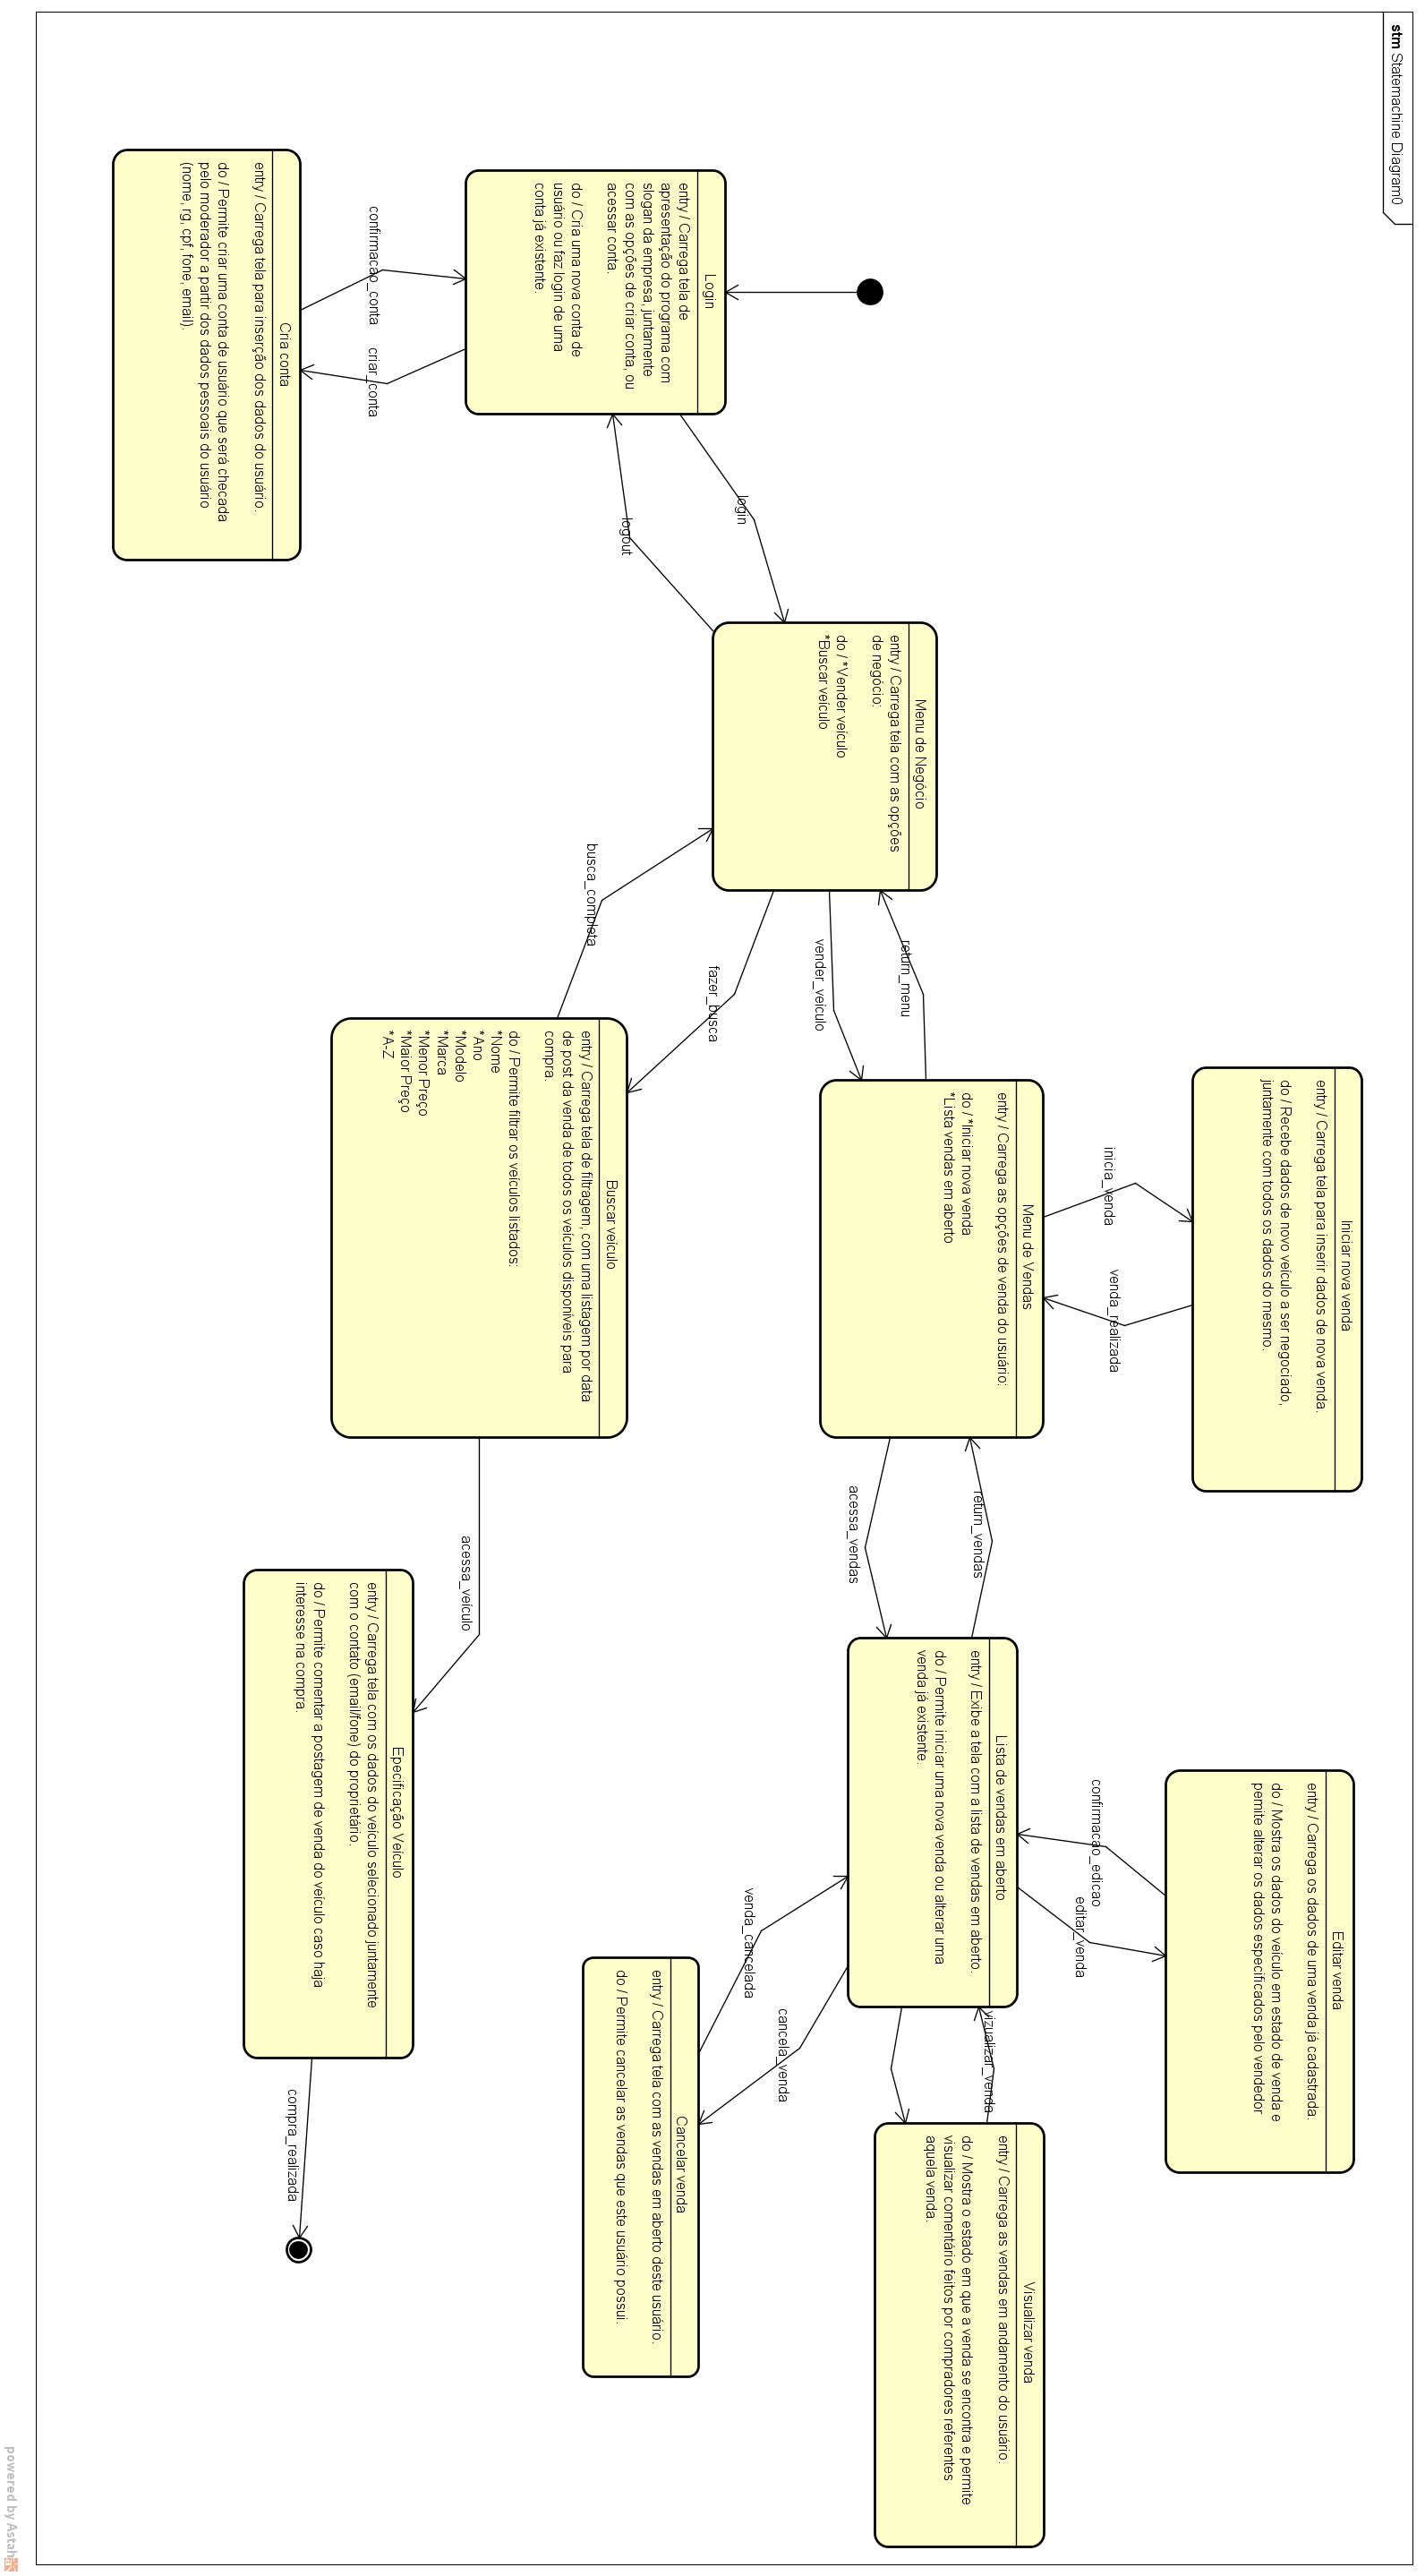 stm Statemachine Diagram0
Login
entry / Carrega tela de
apresentação do programa com
slogan da empresa, juntamente
com as opções de criar conta, ou
acessar conta.
do / Cria uma nova conta de
usuário ou faz login de uma
conta já existente.
confirmacao_conta
criar_conta
Cria conta
entry / Carrega tela para inserção dos dados do usuário.
do / Permite criar uma conta de usuário que será checada
pelo moderador a partir dos dados pessoais do usuário
(nome, rg, cpf, fone, email).
login
logout
Menu de Negócio
entry / Carrega tela com as opções
de negócio:
do / *Vender veículo
*Buscar veículo
return_menu
vender_veiculo
fazer_busca
busca_completa
Iniciar nova venda
entry / Carrega tela para inserir dados de nova venda.
do / Recebe dados de novo veículo a ser negociado,
juntamente com todos os dados do mesmo.
inicia_venda
venda_realizada
Menu de Vendas
entry / Carrega as opções de venda do usuário:
do / *Iniciar nova venda
*Lista vendas em aberto
Buscar veículo
entry / Carrega tela de filtragem, com uma listagem por data
de post da venda de todos os veículos disponíveis para
compra.
do / Permite filtrar os veículos listados:
*Nome
*Ano
*Modelo
*Marca
*Menor Preço
*Maior Preço
*A-Z
return_vendas
acessa_vendas
acessa_veiculo
Editar venda
entry / Carrega os dados de uma venda já cadastrada.
do / Mostra os dados do veículo em estado de venda e
permite alterar os dados especificados pelo vendedor
confirmacao_edicao
editar_venda
Lista de vendas em aberto
entry / Exibe a tela com a lista de vendas em aberto.
do / Permite iniciar uma nova venda ou alterar uma
venda já existente.
vizualizar_venda
venda_cancelada
cancela_venda
Visualizar venda
entry / Carrega as vendas em andamento do usuário.
do / Mostra o estado em que a venda se encontra e permite
visualizar comentário feitos por compradores referentes
aquela venda.
Cancelar venda
entry / Carrega tela com as vendas em aberto deste usuário.
do / Permite cancelar as vendas que este usuário possui.
Epecificação Veículo
entry / Carrega tela com os dados do veículo selecionado juntamente
com o contato (email/fone) do proprietário.
do / Permite comentar a postagem de venda do veículo caso haja
interesse na compra.
compra_realizada
powered by Astah